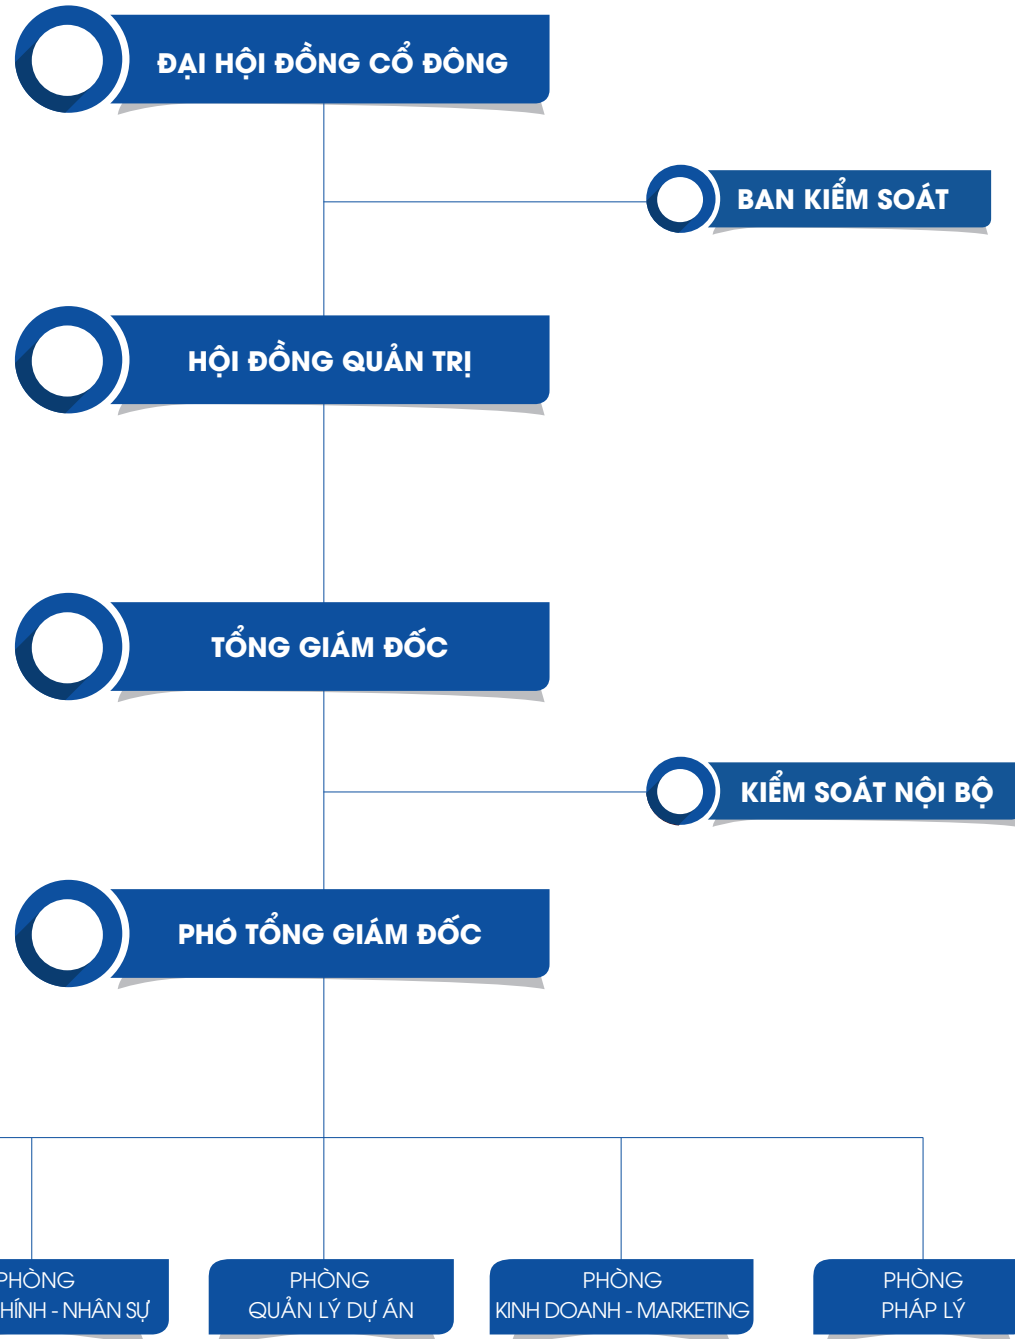 ĐẠI HỘI ĐỒNG CỔ ĐÔNG
BAN KIỂM SOÁT
HỘI ĐỒNG QUẢN TRỊ
TỔNG GIÁM ĐỐC
KIỂM SOÁT NỘI BỘ
PHÓ TỔNG GIÁM ĐỐC
PHÒNG
HÍNH - NHÂN SỰ
PHÒNG
QUẢN LÝ DỰ ÁN
PHÒNG
KINH DOANH - MARKETING
PHÒNG
PHÁP LÝ